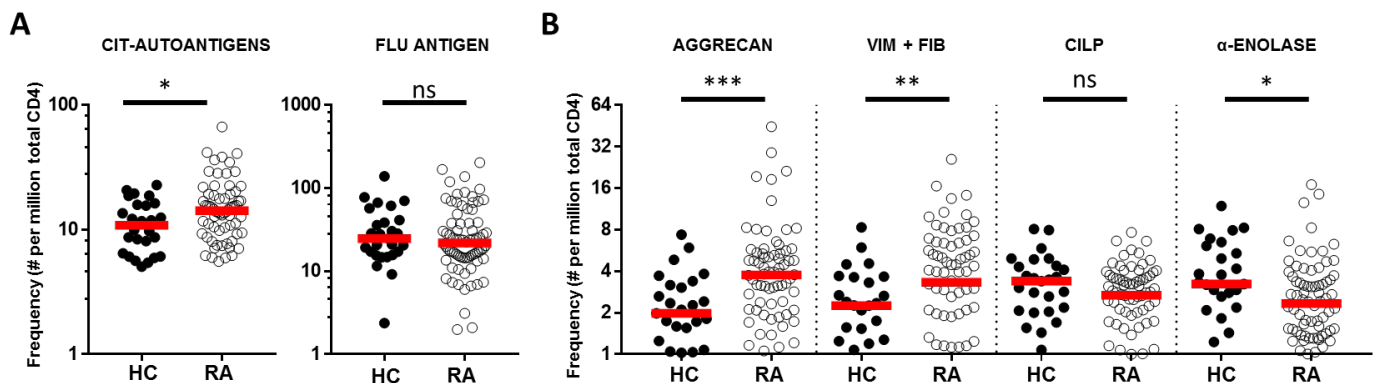 A
B
CIT-AUTOANTIGENS
FLU ANTIGEN
AGGRECAN
VIM + FIB
CILP
α-ENOLASE
*
ns
***
**
ns
*
Frequency (# per million total CD4)
100
10
1
1000
100
10
1
Frequency (# per million total CD4)
64
32
16
8
4
2
1
HC
RA
HC
RA
HC
RA
HC
RA
HC
RA
HC
RA